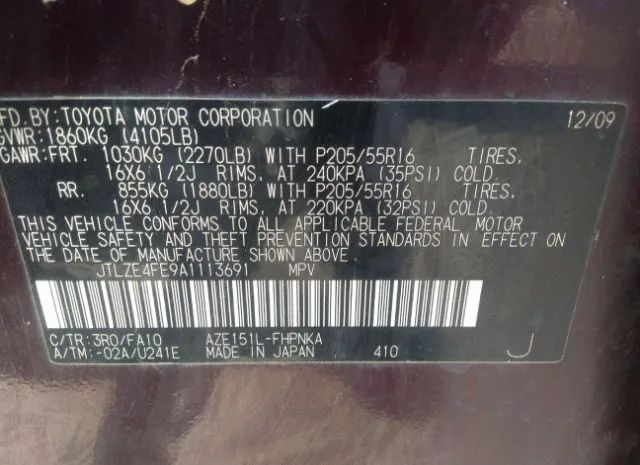 FD.BY:TOYOTA MOTOR CORPORATION 12/09
GVWR:1860KG (4105LB)
GAWR:FRT. 1030KG (2270LB) WITH P205/55R16 TIRES,
16X6 1/2J RIMS, AT 240KPA (35PSI) COLD.
RR. 855KG (1880LB) WITH P205/55R16 TIRES,
16X6 1/2J RIMS, AT 220KPA (32PSI) COLD.
THIS VEHICLE CONFORMS TO ALL APPLICABLE FEDERAL MOTOR
VEHICLE SAFETY AND THEFT PREVENTION STANDARDS IN EFFECT ON
THE DATE OF MANUFACTURE SHOWN ABOVE.
JTLZE4FE9A1113691 MPV
C/TR:3R0/FA10 AZE151L-FHPNKA
A/TM:-02A/U241E MADE IN JAPAN 410 J